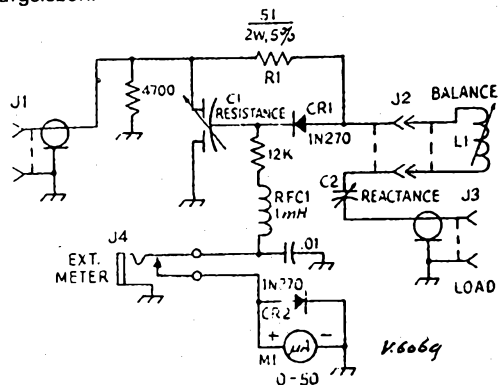 51
2W, 5%
R1
4700
J1
C1
RESISTANCE
CR1
1N270
J2
BALANCE
L1
12K
C2
REACTANCE
J3
RFC1
1mH
J4
EXT.
METER
.01
LOAD
1N270
CR2
+
μA
-
M1
0-50